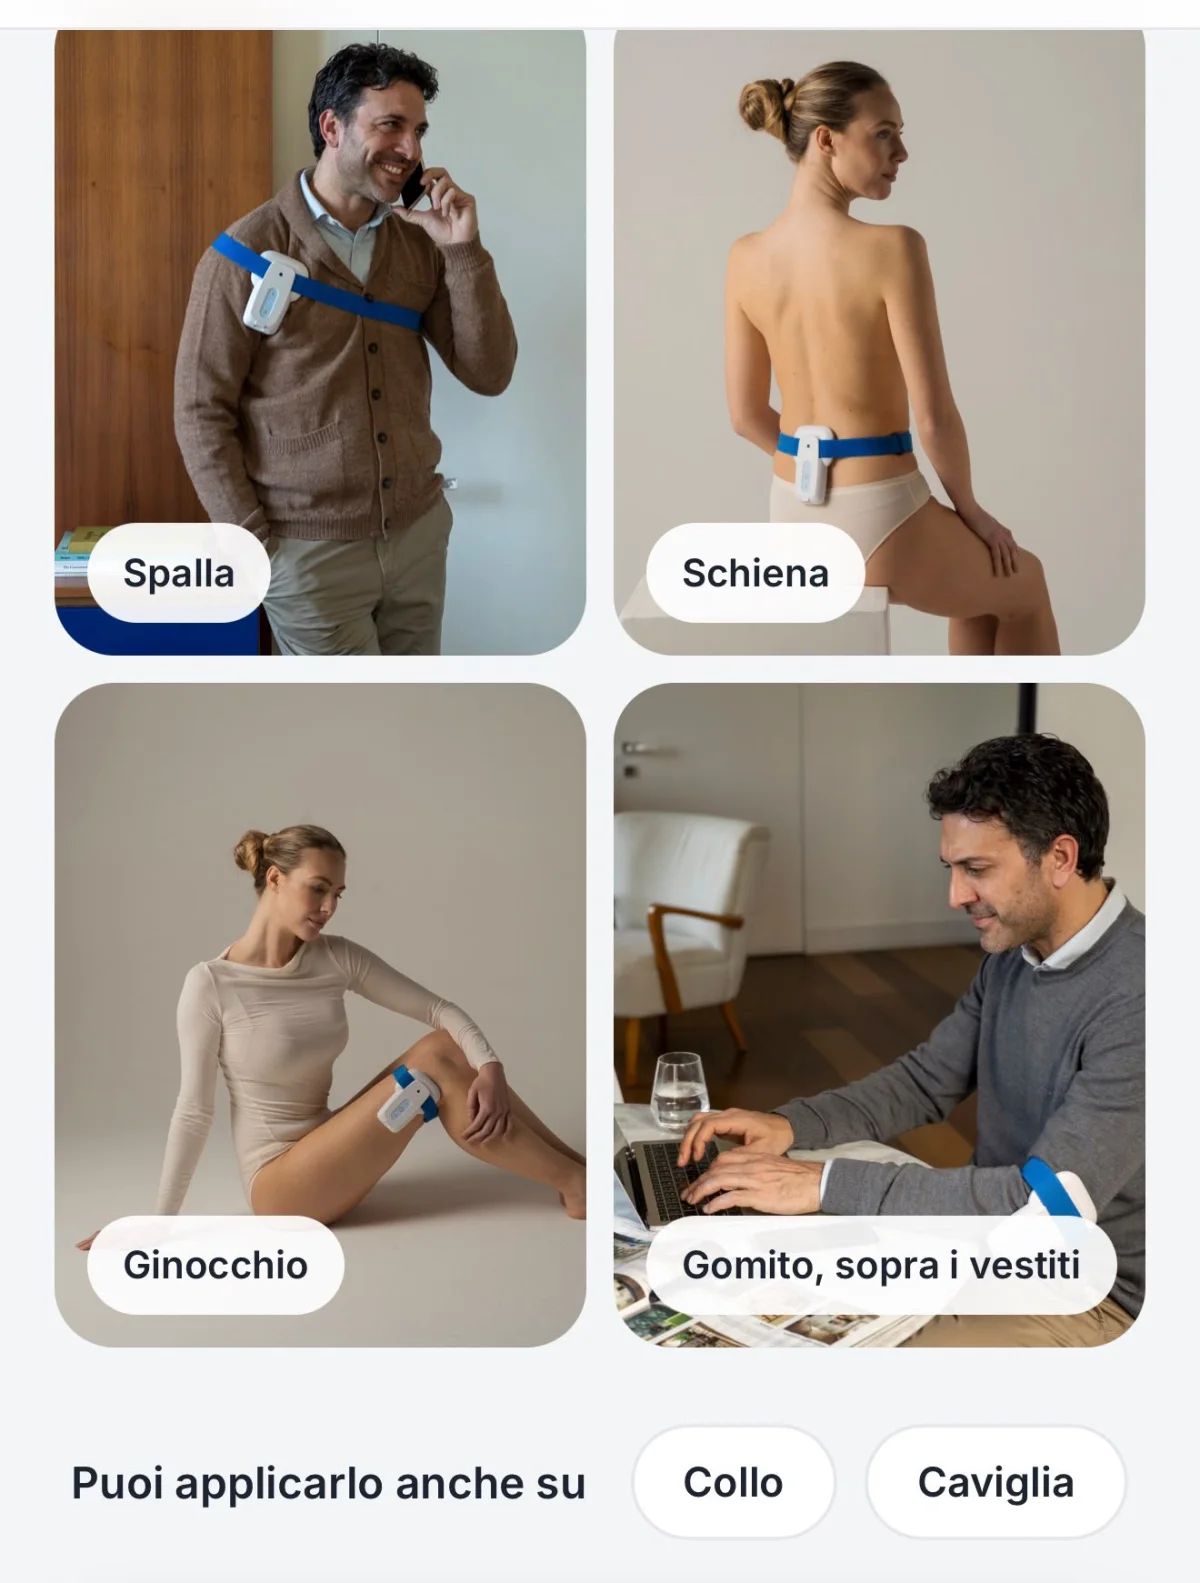 Spalla
Schiena
Ginocchio
Gomito, sopra i vestiti
Puoi applicarlo anche su
Collo
Caviglia